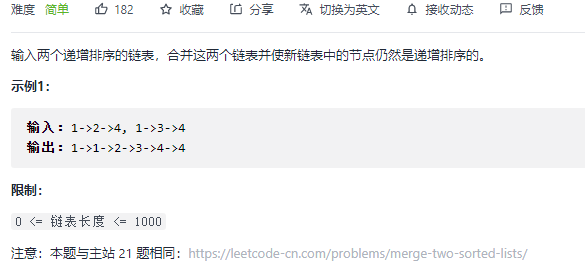 难度 简单 182 收藏 分享 切换为英文 接收动态 反馈
输入两个递增排序的链表，合并这两个链表并使新链表中的节点仍然是递增排序的。
示例1：
输入：1->2->4, 1->3->4
输出：1->1->2->3->4->4
限制：
0 <= 链表长度 <= 1000
注意：本题与主站 21 题相同：https://leetcode-cn.com/problems/merge-two-sorted-lists/